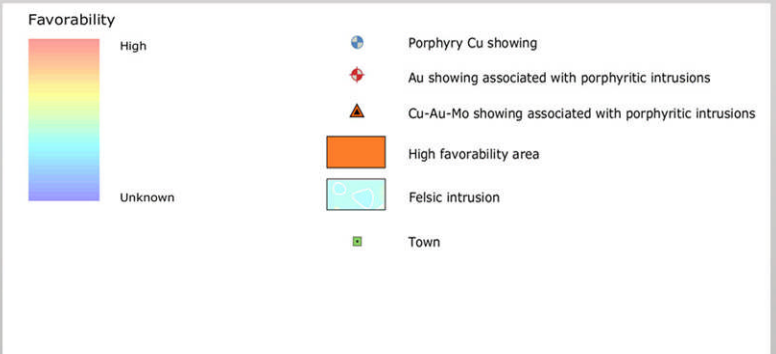 Favorability
High
Unknown
Porphyry Cu showing
Au showing associated with porphyritic intrusions
Cu-Au-Mo showing associated with porphyritic intrusions
High favorability area
Felsic intrusion
Town